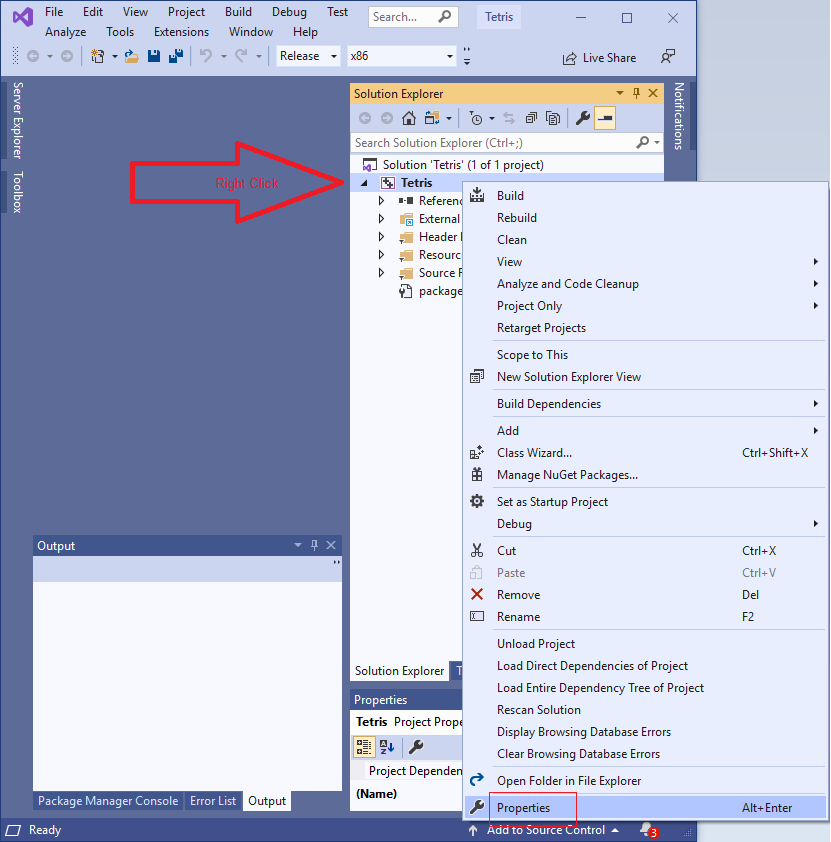 File Edit View Project Build Debug Test Search... Tetris
Analyze Tools Extensions Window Help
Release x86 Live Share
Server Explorer
Toolbox
Notifications
Solution Explorer
Search Solution Explorer (Ctrl+;)
Solution 'Tetris' (1 of 1 project)
Tetris
Right Click
External
Source
package
Build
Rebuild
Clean
View
Analyze and Code Cleanup
Project Only
Retarget Projects
Scope to This
New Solution Explorer View
Build Dependencies
Add
Class Wizard... Ctrl+Shift+X
Manage NuGet Packages...
Set as Startup Project
Debug
Cut Ctrl+X
Paste Ctrl+V
Remove Del
Rename F2
Unload Project
Load Direct Dependencies of Project
Load Entire Dependency Tree of Project
Rescan Solution
Display Browsing Database Errors
Clear Browsing Database Errors
Open Folder in File Explorer
Properties Alt+Enter
Output
Solution Explorer
Properties
Tetris Project
Project
(Name)
Package Manager Console Error List Output
Ready Add to Source Control 3